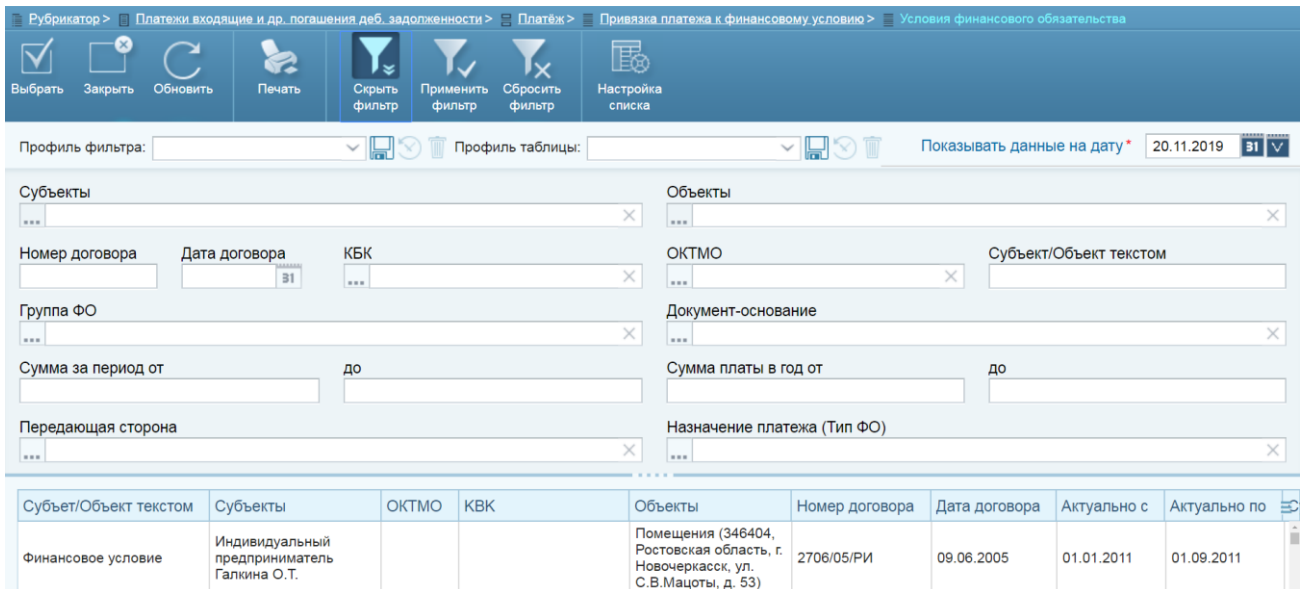 Рубрикатор > Платежи входящие и др. погашения деб. задолженности > Платёж > Привязка платежа к финансовому условию > Условия финансового обязательства
Выбрать Закрыть Обновить Печать Скрыть фильтр Применить фильтр Сбросить фильтр Настройка списка
Профиль фильтра: Профиль таблицы: Показывать данные на дату * 20.11.2019 31
Субъекты Объекты
... ...
Номер договора Дата договора КБК ОКТМО Субъект/Объект текстом
31 ... ...
Группа ФО Документ-основание
... ...
Сумма за период от до Сумма платы в год от до
Передающая сторона Назначение платежа (Тип ФО)
... ...
Субъет/Объект текстом Субъекты ОКТМО КВК Объекты Номер договора Дата договора Актуально с Актуально по С
Финансовое условие Индивидуальный предприниматель Галкина О.Т. Помещения (346404, Ростовская область, г. Новочеркасск, ул. С.В.Мацоты, д. 53) 2706/05/РИ 09.06.2005 01.01.2011 01.09.2011